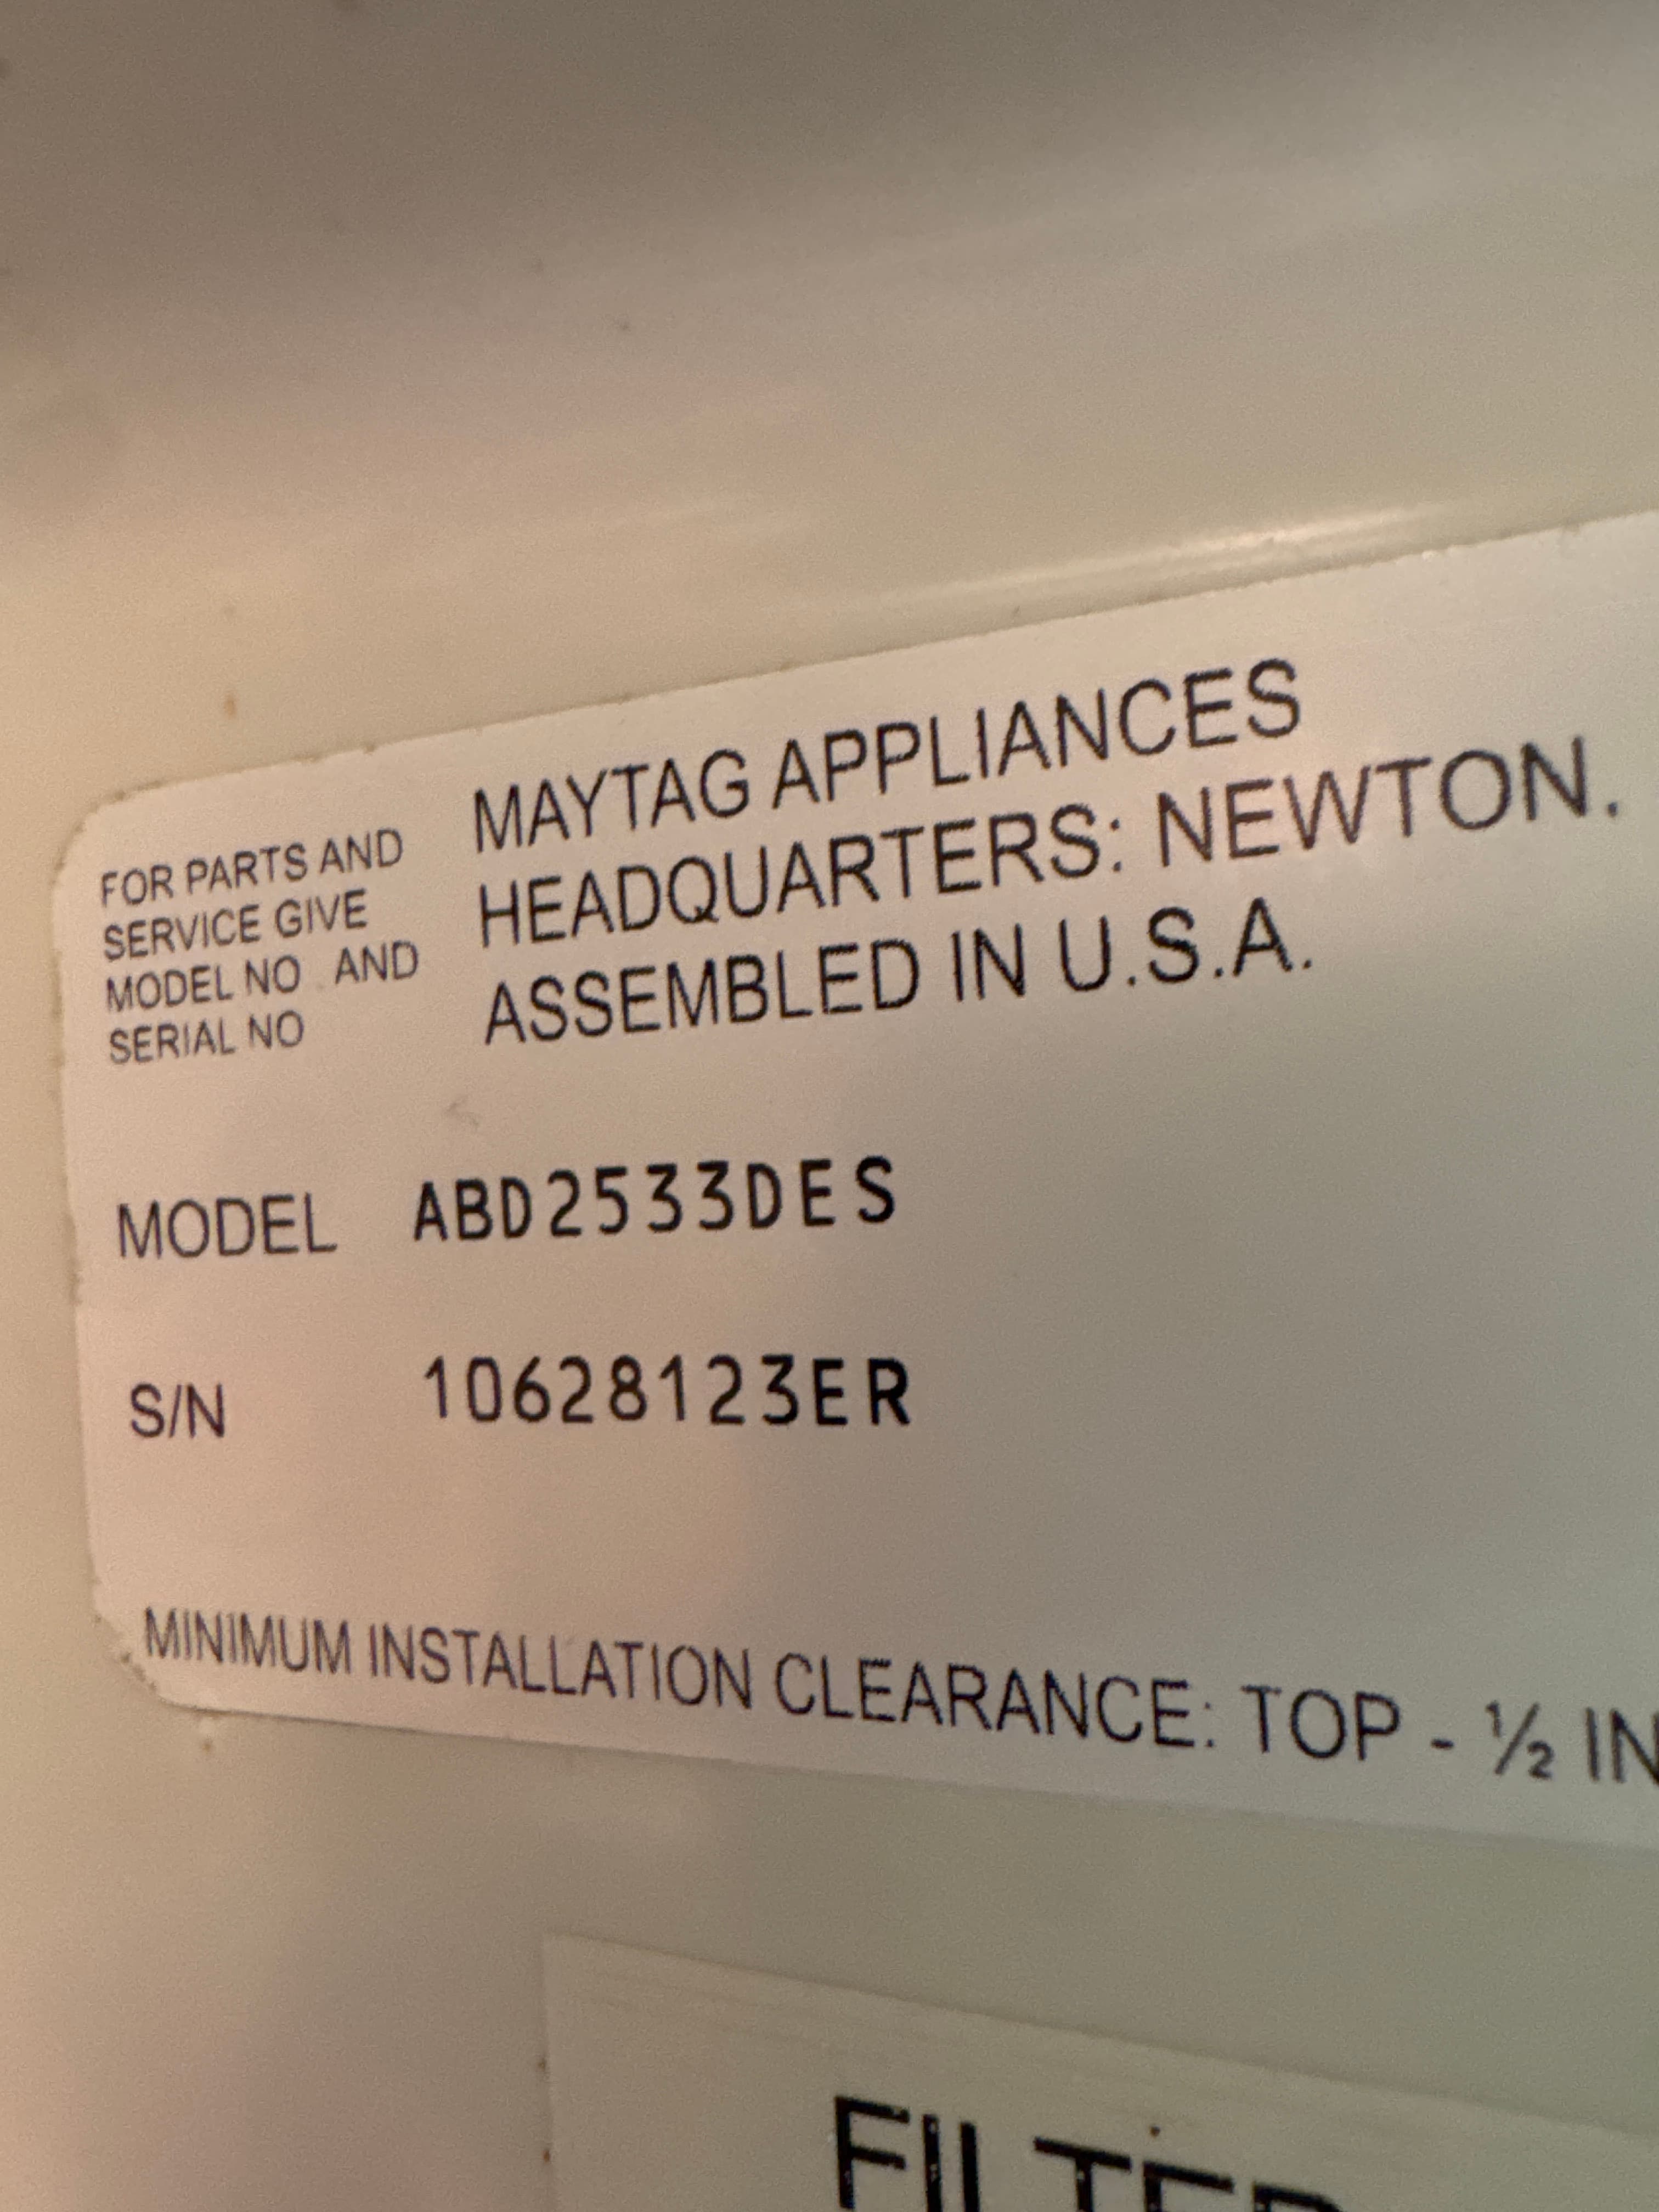 FOR PARTS AND
SERVICE GIVE
MODEL NO. AND
SERIAL NO
MAYTAG APPLIANCES
HEADQUARTERS: NEWTON.
ASSEMBLED IN U.S.A.
MODEL ABD2533DES
S/N 10628123ER
MINIMUM INSTALLATION CLEARANCE: TOP - ½ IN
FILTER